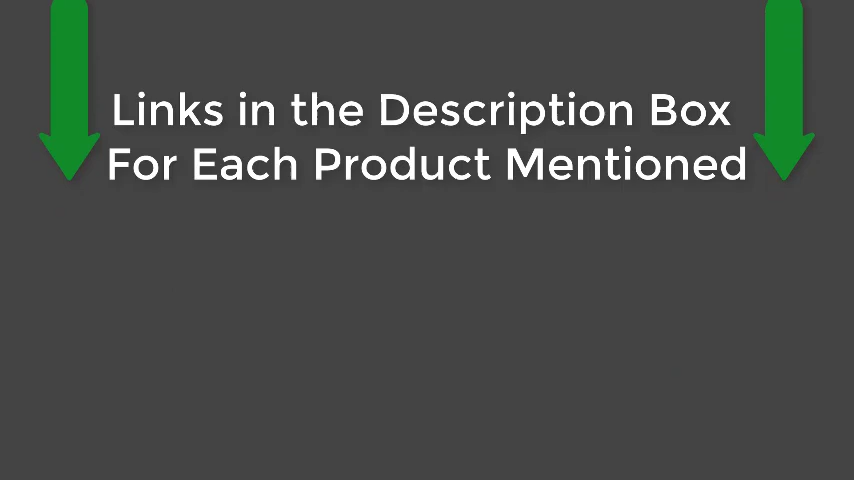 Links in the Description Box
For Each Product Mentioned